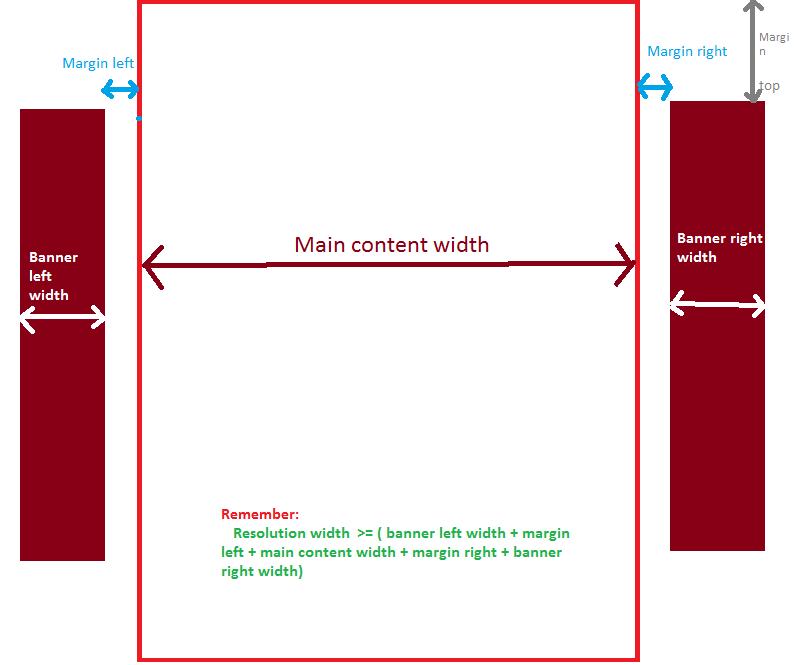 Margin left
Margin right
Margi
n
top
Main content width
Banner
left
width
Banner right
width
Remember:
Resolution width >= ( banner left width + margin
left + main content width + margin right + banner
right width)